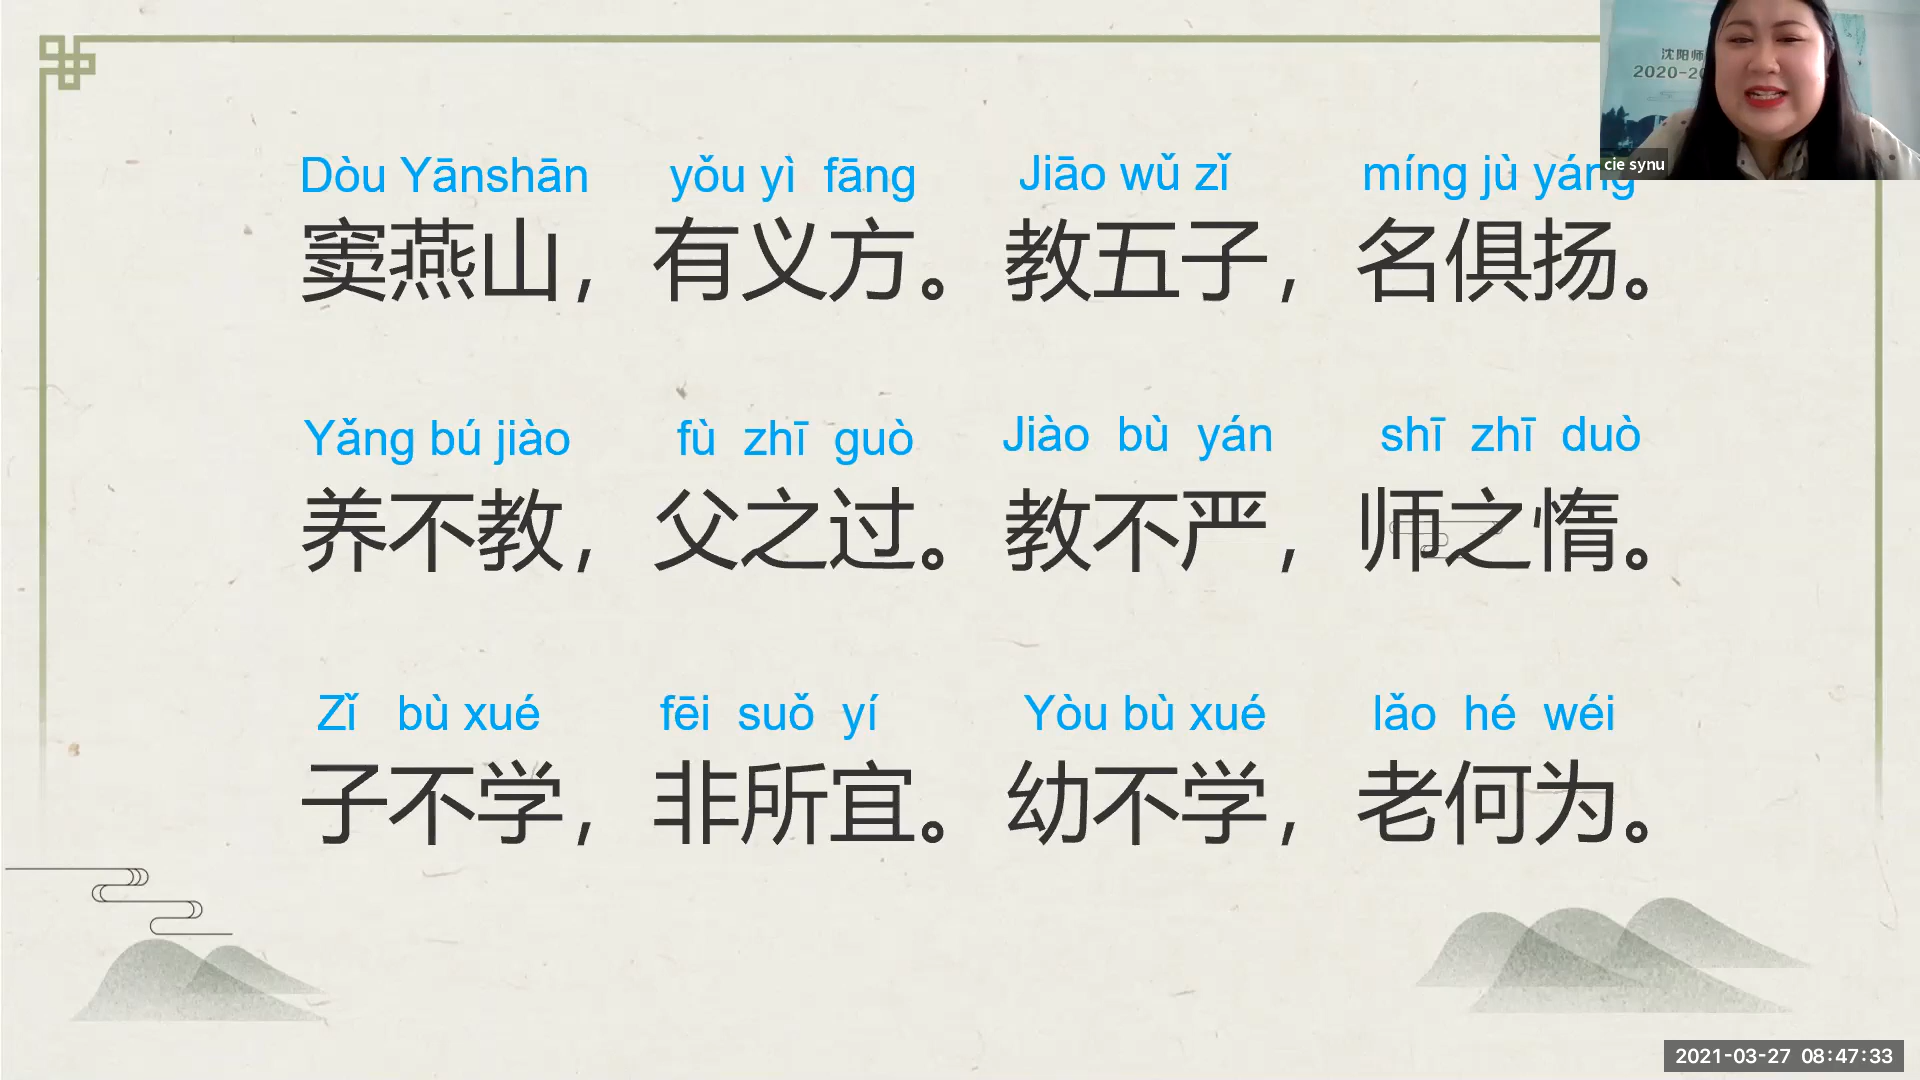 沈阳师
2020-20
cie synu
Dòu Yānshān yǒu yì fāng Jiāo wǔ zǐ míng jù yáng
窦燕山，有义方。教五子，名俱扬。
Yǎng bú jiào fù zhī guò Jiào bù yán shī zhī duò
养不教，父之过。教不严，师之惰。
Zǐ bù xué fēi suǒ yí Yòu bù xué lǎo hé wéi
子不学，非所宜。幼不学，老何为。
2021-03-27 08:47:33